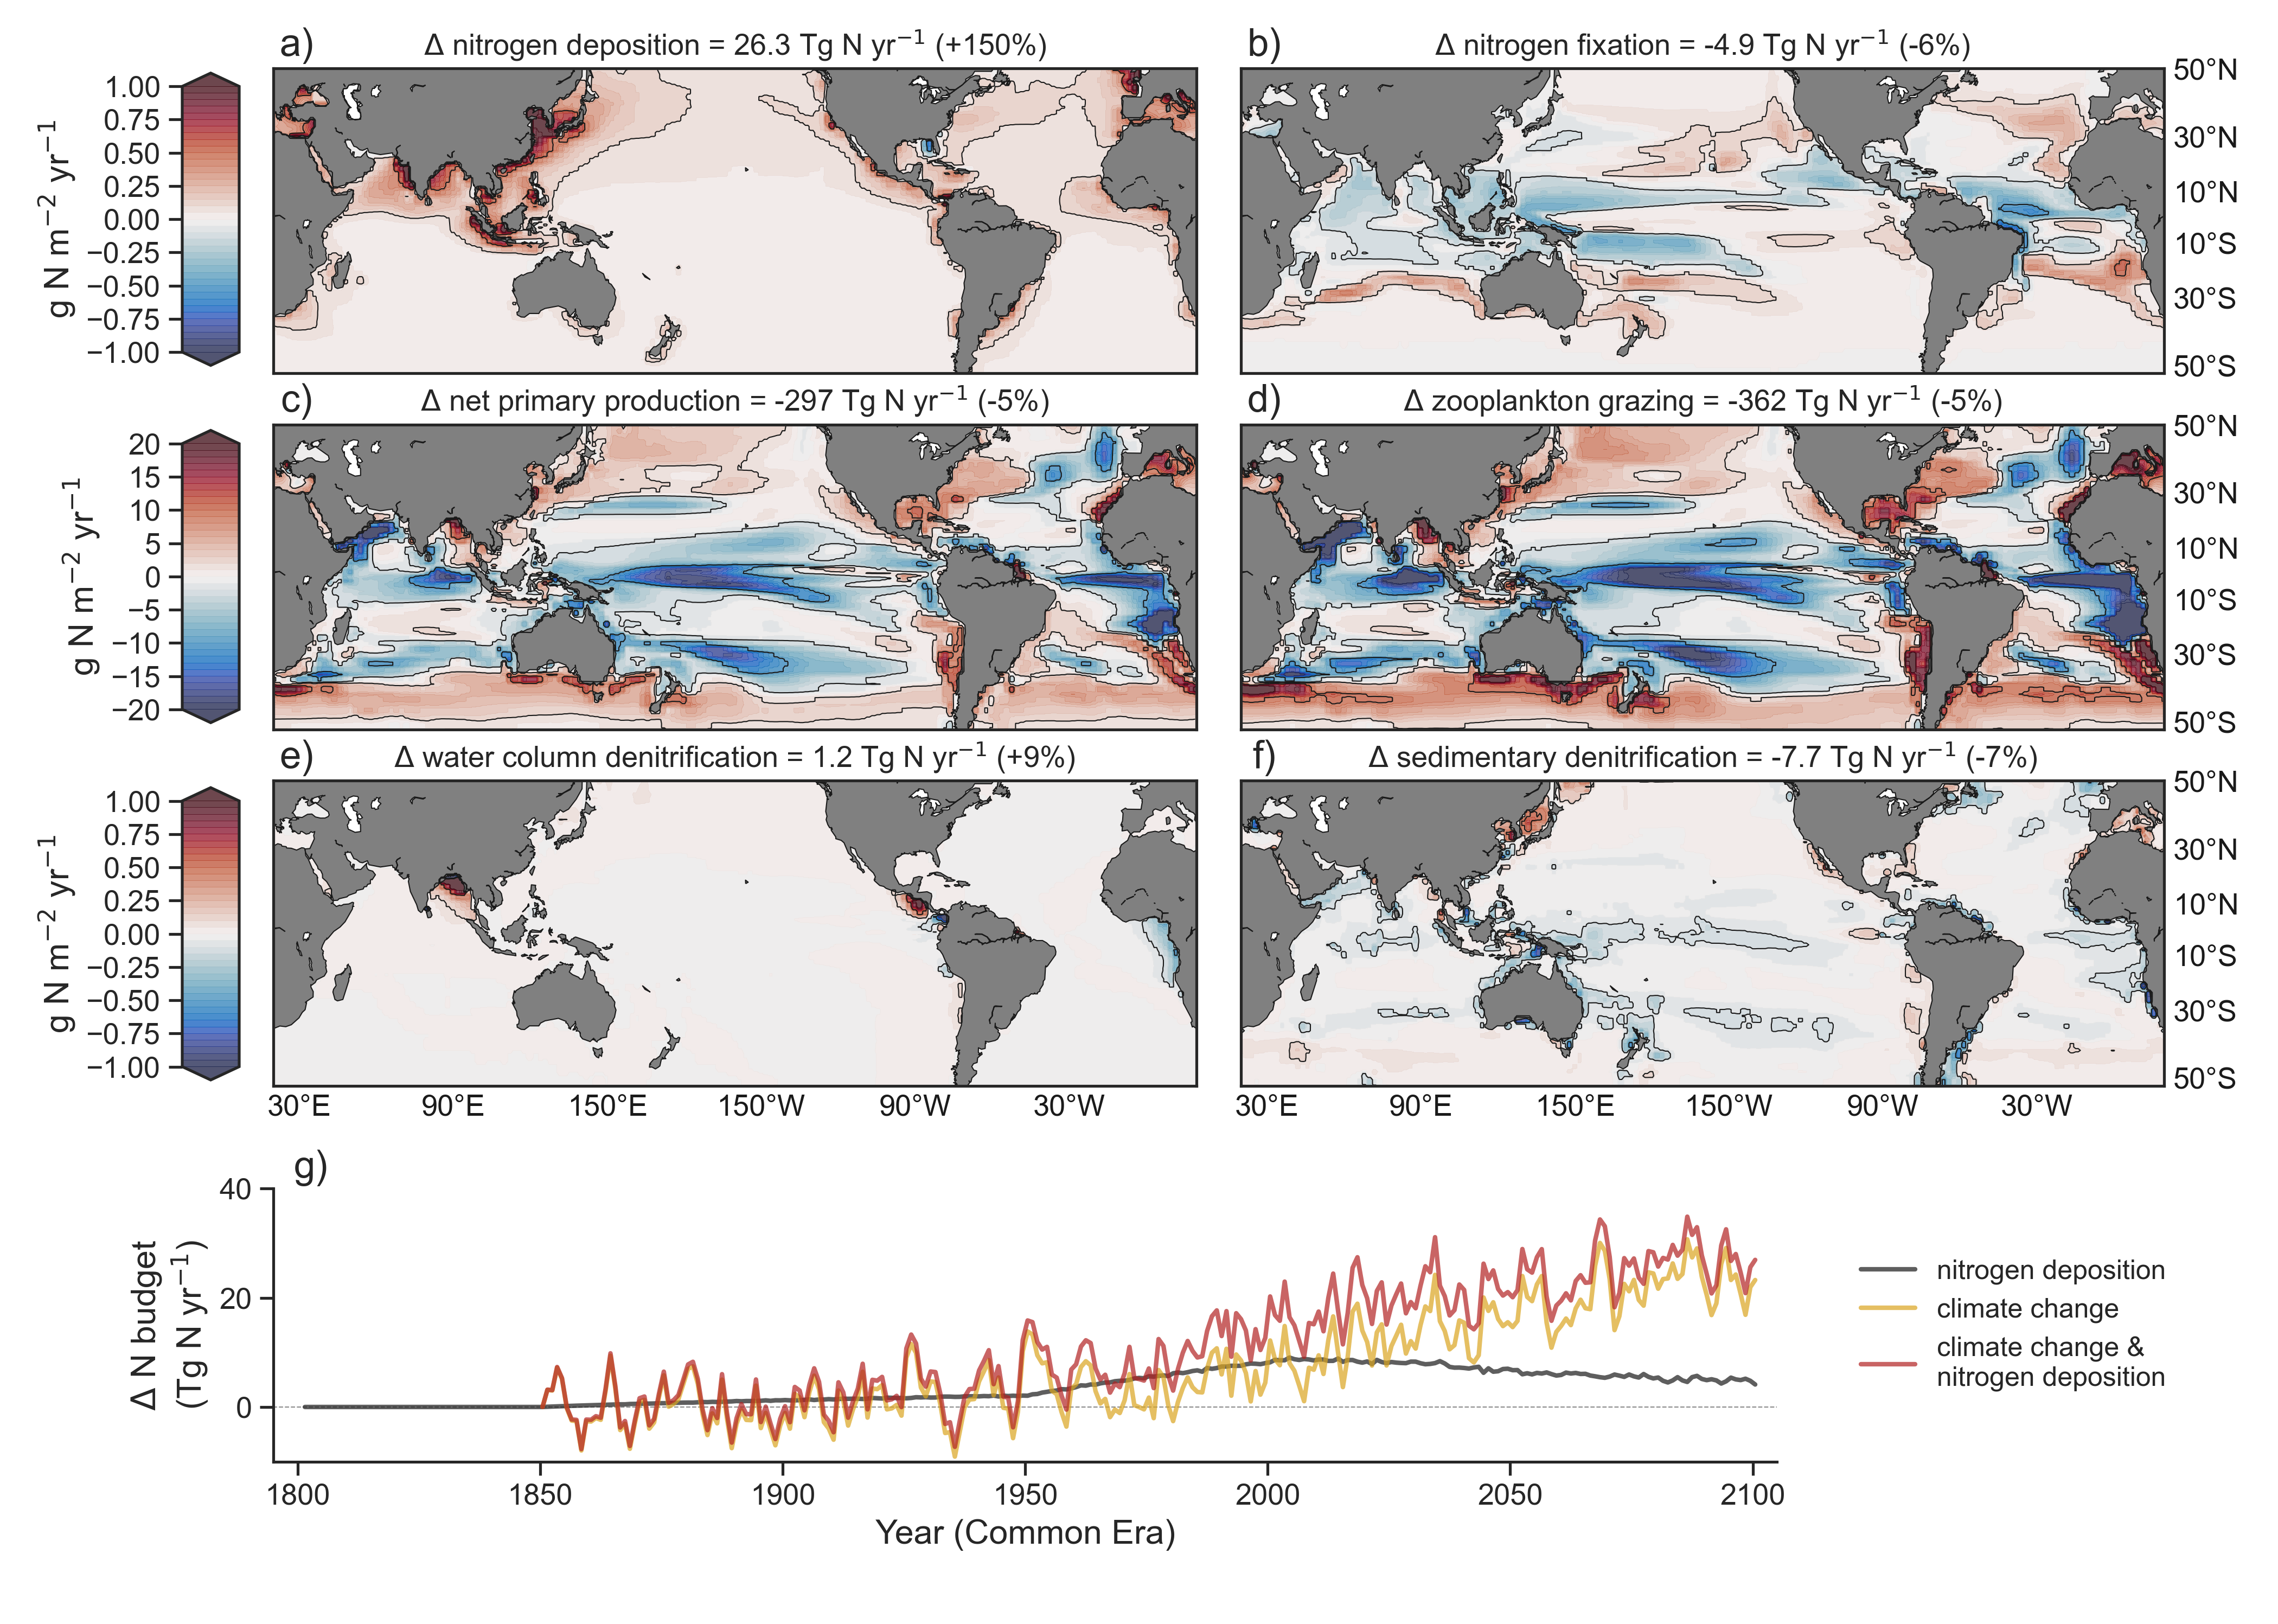 a)
Δ nitrogen deposition = 26.3 Tg N yr⁻¹ (+150%)
b)
Δ nitrogen fixation = -4.9 Tg N yr⁻¹ (-6%)
g N m⁻² yr⁻¹
1.00
0.75
0.50
0.25
0.00
−0.25
−0.50
−0.75
−1.00
50°N
30°N
10°N
10°S
30°S
50°S
c)
Δ net primary production = -297 Tg N yr⁻¹ (-5%)
d)
Δ zooplankton grazing = -362 Tg N yr⁻¹ (-5%)
g N m⁻² yr⁻¹
20
15
10
5
0
−5
−10
−15
−20
50°N
30°N
10°N
10°S
30°S
50°S
e)
Δ water column denitrification = 1.2 Tg N yr⁻¹ (+9%)
f)
Δ sedimentary denitrification = -7.7 Tg N yr⁻¹ (-7%)
g N m⁻² yr⁻¹
1.00
0.75
0.50
0.25
0.00
−0.25
−0.50
−0.75
−1.00
50°N
30°N
10°N
10°S
30°S
50°S
30°E
90°E
150°E
150°W
90°W
30°W
30°E
90°E
150°E
150°W
90°W
30°W
g)
Δ N budget
(Tg N yr⁻¹)
40
20
0
1800
1850
1900
1950
2000
2050
2100
Year (Common Era)
nitrogen deposition
climate change
climate change &
nitrogen deposition